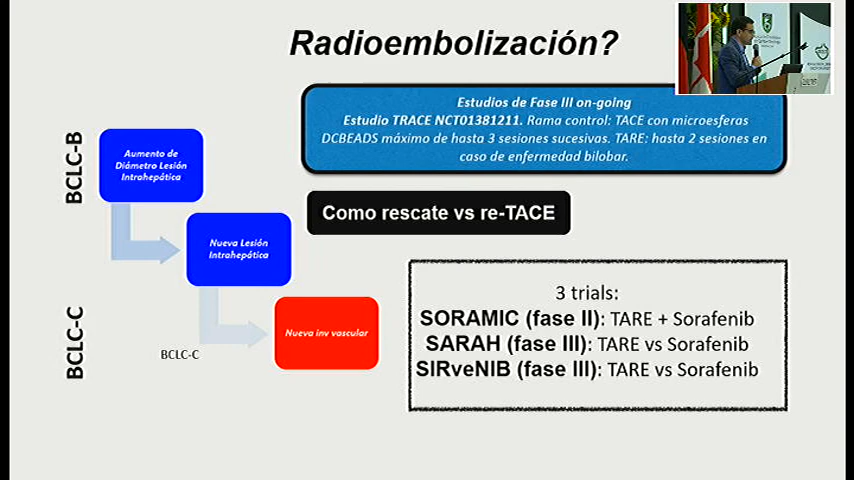 Radioembolización?
Estudios de Fase III on-going
Estudio TRACE NCT01381211. Rama control: TACE con microesferas
DCBEADS máximo de hasta 3 sesiones sucesivas. TARE: hasta 2 sesiones en
caso de enfermedad bilobar.
BCLC-B
Aumento de
Diámetro Lesión
Intrahepática
Como rescate vs re-TACE
Nueva Lesión
Intrahepática
BCLC-C
Nueva inv vascular
BCLC-C
3 trials:
SORAMIC (fase II): TARE + Sorafenib
SARAH (fase III): TARE vs Sorafenib
SIRveNIB (fase III): TARE vs Sorafenib